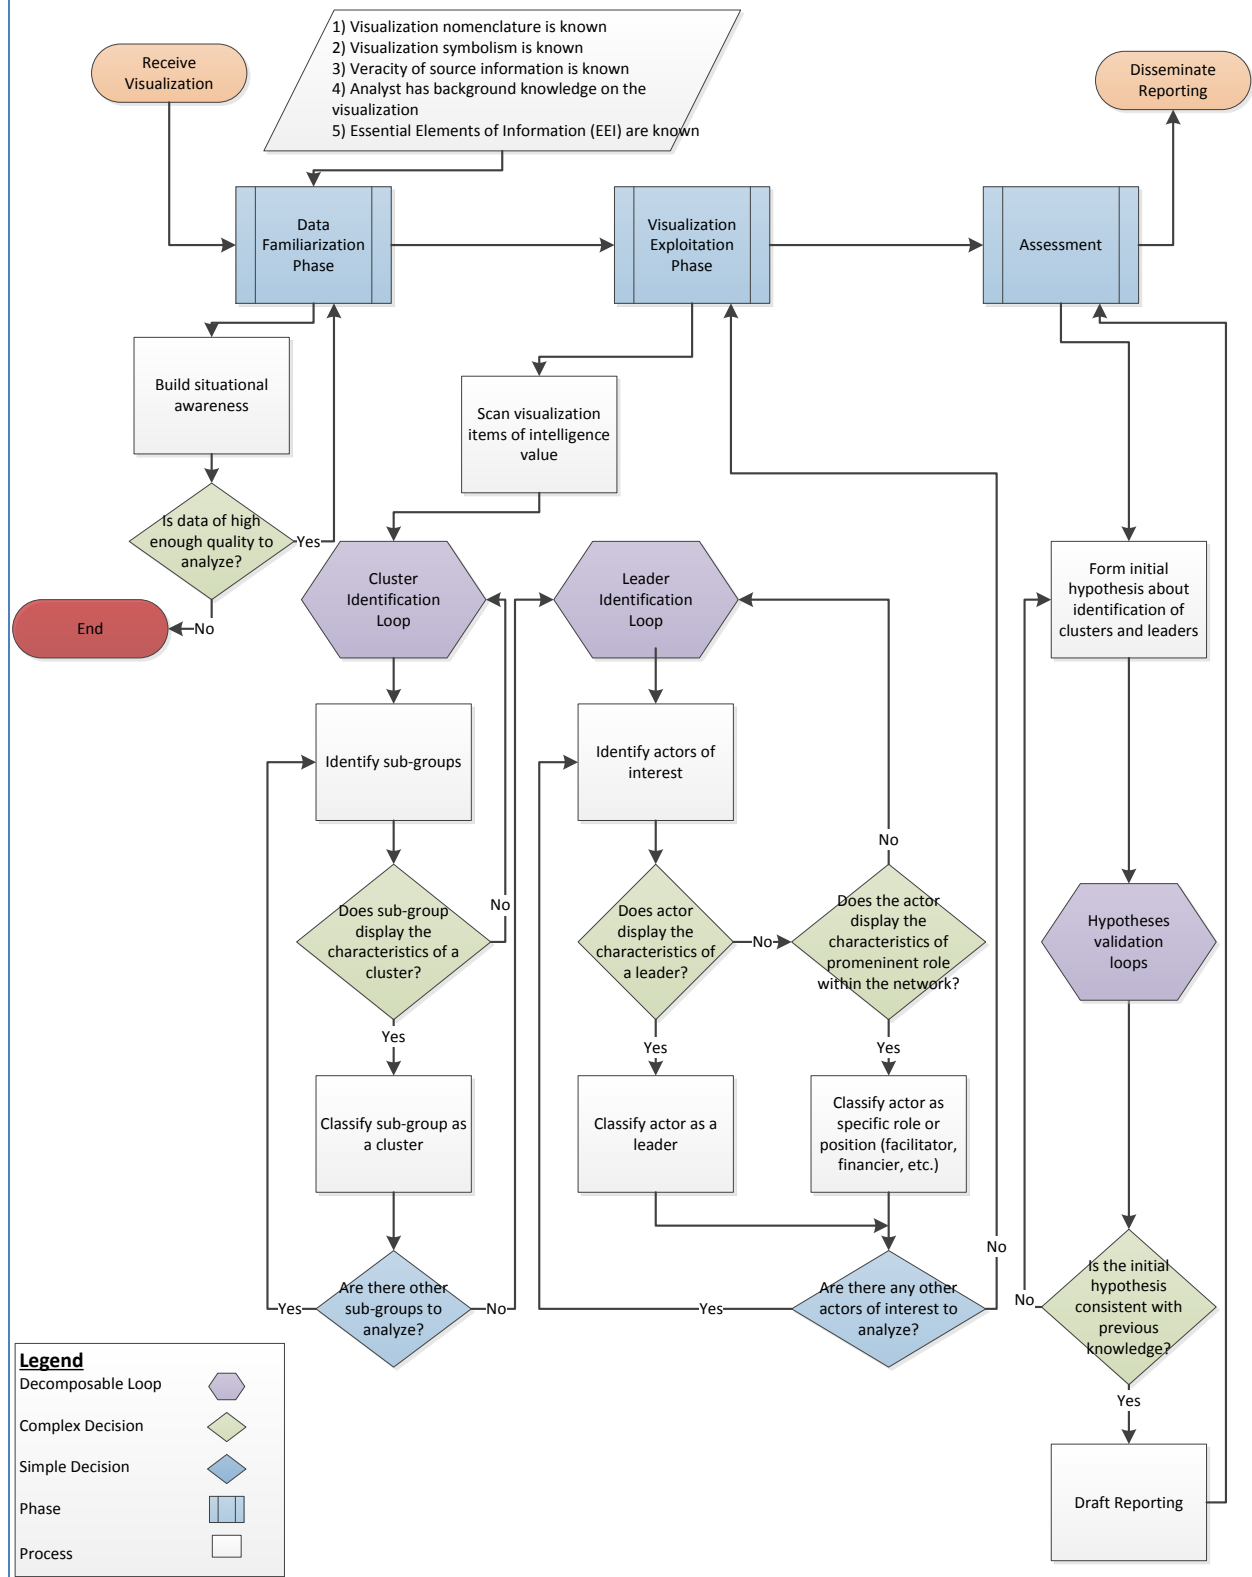 Receive
Visualization
1) Visualization nomenclature is known
2) Visualization symbolism is known
3) Veracity of source information is known
4) Analyst has background knowledge on the
visualization
5) Essential Elements of Information (EEI) are known
Disseminate
Reporting
Data
Familiarization
Phase
Visualization
Exploitation
Phase
Assessment
Build situational
awareness
Scan visualization
items of intelligence
value
Is data of high
enough quality to
analyze?
Yes
No
End
Cluster
Identification
Loop
Leader
Identification
Loop
Form initial
hypothesis about
identification of
clusters and leaders
Identify sub-groups
Identify actors of
interest
No
Does sub-group
display the
characteristics of a
cluster?
No
Does actor
display the
characteristics of
a leader?
No
Does the actor
display the
characteristics of
promeninent role
within the network?
Hypotheses
validation
loops
Yes
Yes
Yes
Classify sub-group as
a cluster
Classify actor as a
leader
Classify actor as
specific role or
position (facilitator,
financier, etc.)
No
Are there other
sub-groups to
analyze?
Yes
No
Yes
Are there any other
actors of interest to
analyze?
No
Is the initial
hypothesis
consistent with
previous
knowledge?
Yes
Draft Reporting
Legend
Decomposable Loop
Complex Decision
Simple Decision
Phase
Process